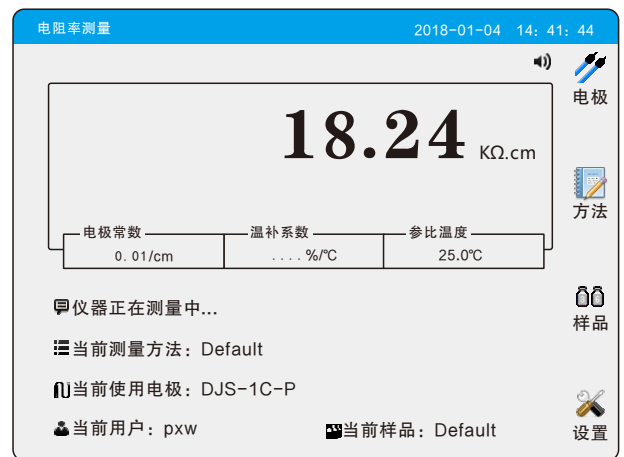 电阻率测量 2018-01-04 14: 41: 44
电极
18.24 KΩ.cm
方法
电极常数 温补系数 参比温度
0. 01/cm . . . . %/℃ 25.0℃
仪器正在测量中...
样品
当前测量方法：Default
当前使用电极：DJS-1C-P
当前用户：pxw 当前样品：Default
设置